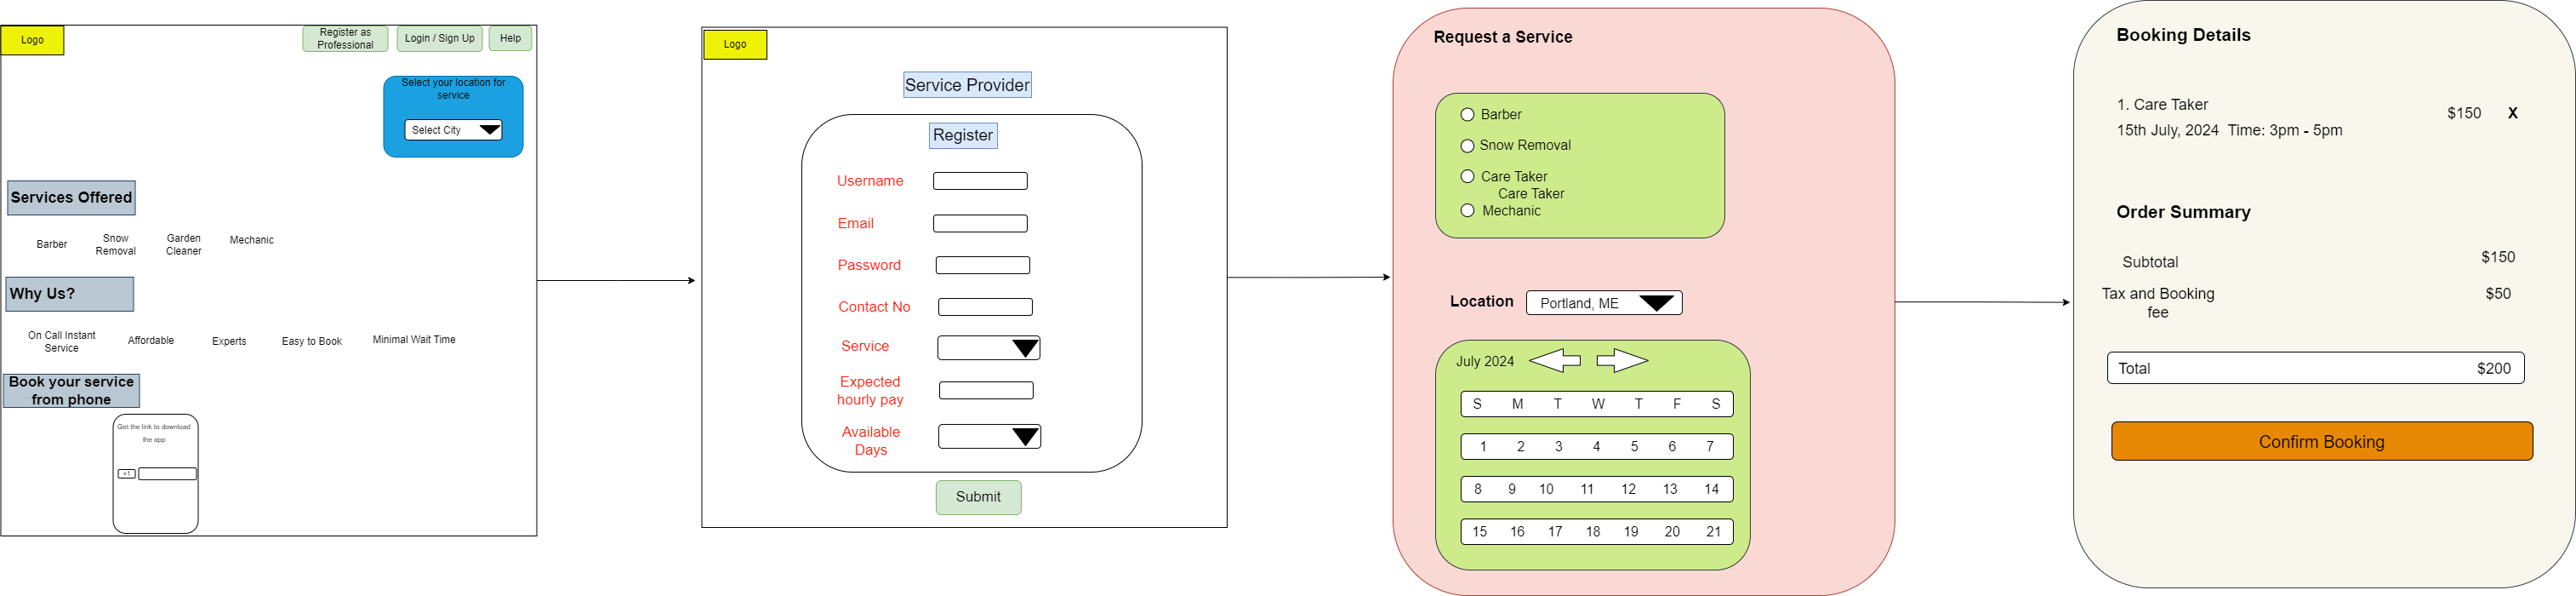 Logo
Register as
Professional
Login / Sign Up
Help
Select your location for
service
Select City
Services Offered
Barber
Snow
Removal
Garden
Cleaner
Mechanic
Why Us?
On Call Instant
Service
Affordable
Experts
Easy to Book
Minimal Wait Time
Book your service
from phone
Get the link to download
the app
+1
Logo
Service Provider
Register
Username
Email
Password
Contact No
Service
Expected
hourly pay
Available
Days
Submit
Request a Service
Barber
Snow Removal
Care Taker
Care Taker
Mechanic
Location
Portland, ME
July 2024
S M T W T F S
1 2 3 4 5 6 7
8 9 10 11 12 13 14
15 16 17 18 19 20 21
Booking Details
1. Care Taker
$150 X
15th July, 2024 Time: 3pm - 5pm
Order Summary
Subtotal $150
Tax and Booking
fee
$50
Total $200
Confirm Booking